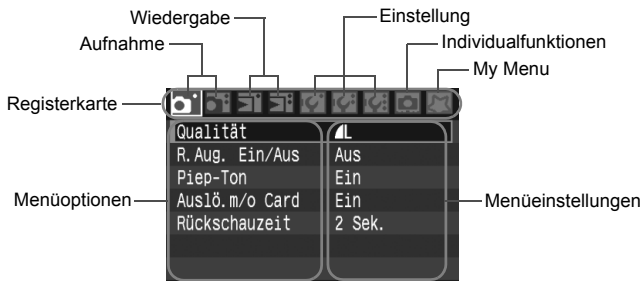 Wiedergabe
Einstellung
Aufnahme
Individualfunktionen
My Menu
Registerkarte
Qualität L
R.Aug. Ein/Aus Aus
Piep-Ton Ein
Menüoptionen
Auslö.m/o Card Ein
Menüeinstellungen
Rückschauzeit 2 Sek.